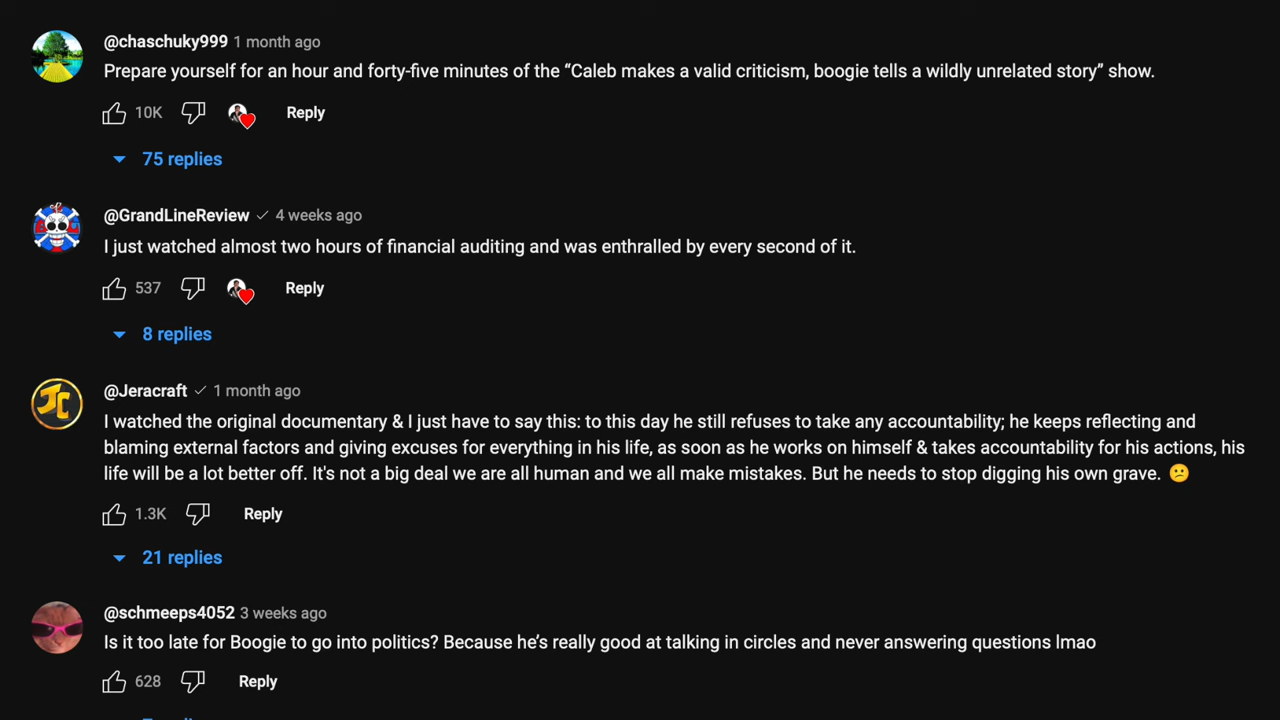 @chaschuky999 1 month ago
Prepare yourself for an hour and forty-five minutes of the “Caleb makes a valid criticism, boogie tells a wildly unrelated story” show.
10K Reply
75 replies
@GrandLineReview 4 weeks ago
I just watched almost two hours of financial auditing and was enthralled by every second of it.
537 Reply
8 replies
JC
@Jeracraft 1 month ago
I watched the original documentary & I just have to say this: to this day he still refuses to take any accountability; he keeps reflecting and
blaming external factors and giving excuses for everything in his life, as soon as he works on himself & takes accountability for his actions, his
life will be a lot better off. It's not a big deal we are all human and we all make mistakes. But he needs to stop digging his own grave. 😕
1.3K Reply
21 replies
@schmeeps4052 3 weeks ago
Is it too late for Boogie to go into politics? Because he’s really good at talking in circles and never answering questions lmao
628 Reply